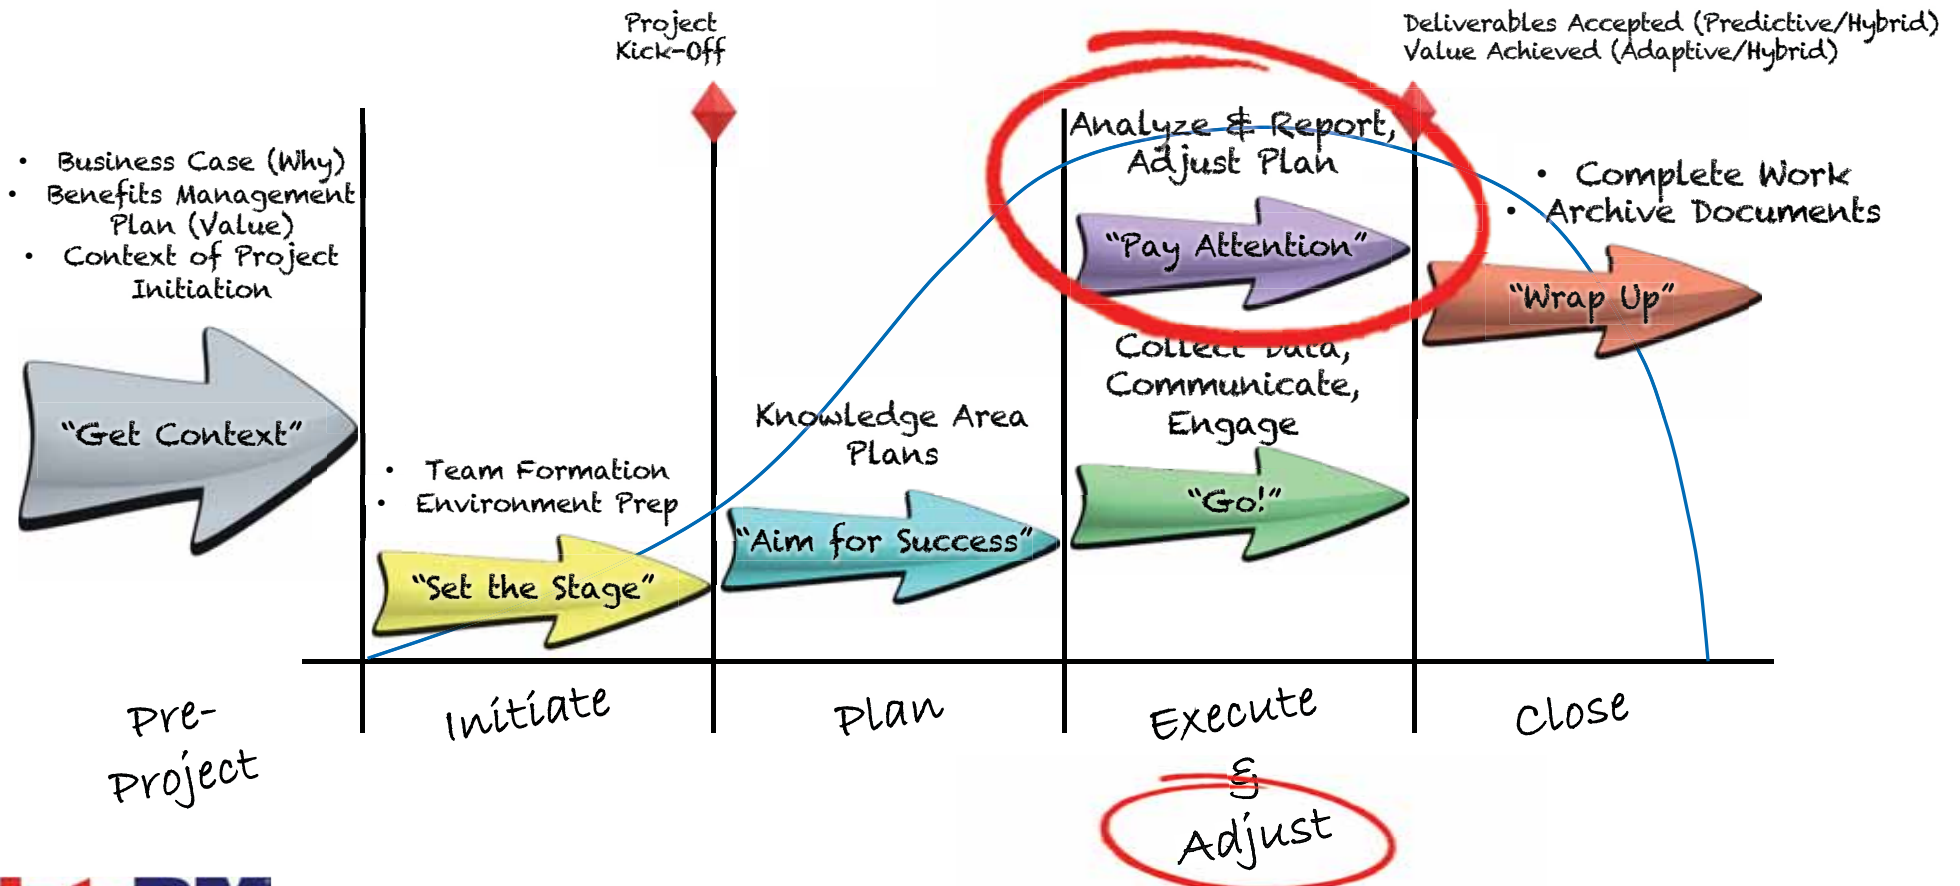 Project
Kick-Off
Deliverables Accepted (Predictive/Hybrid)
Value Achieved (Adaptive/Hybrid)
• Business Case (Why)
• Benefits Management
Plan (Value)
• Context of Project
Initiation
"Get Context"
• Team Formation
• Environment Prep
"Set the Stage"
Knowledge Area
Plans
"Aim for Success"
Analyze & Report,
Adjust Plan
"Pay Attention"
Collect Data,
Communicate,
Engage
"Go!"
• Complete Work
• Archive Documents
"Wrap Up"
Pre-
Project
Initiate
Plan
Execute
&
Adjust
Close